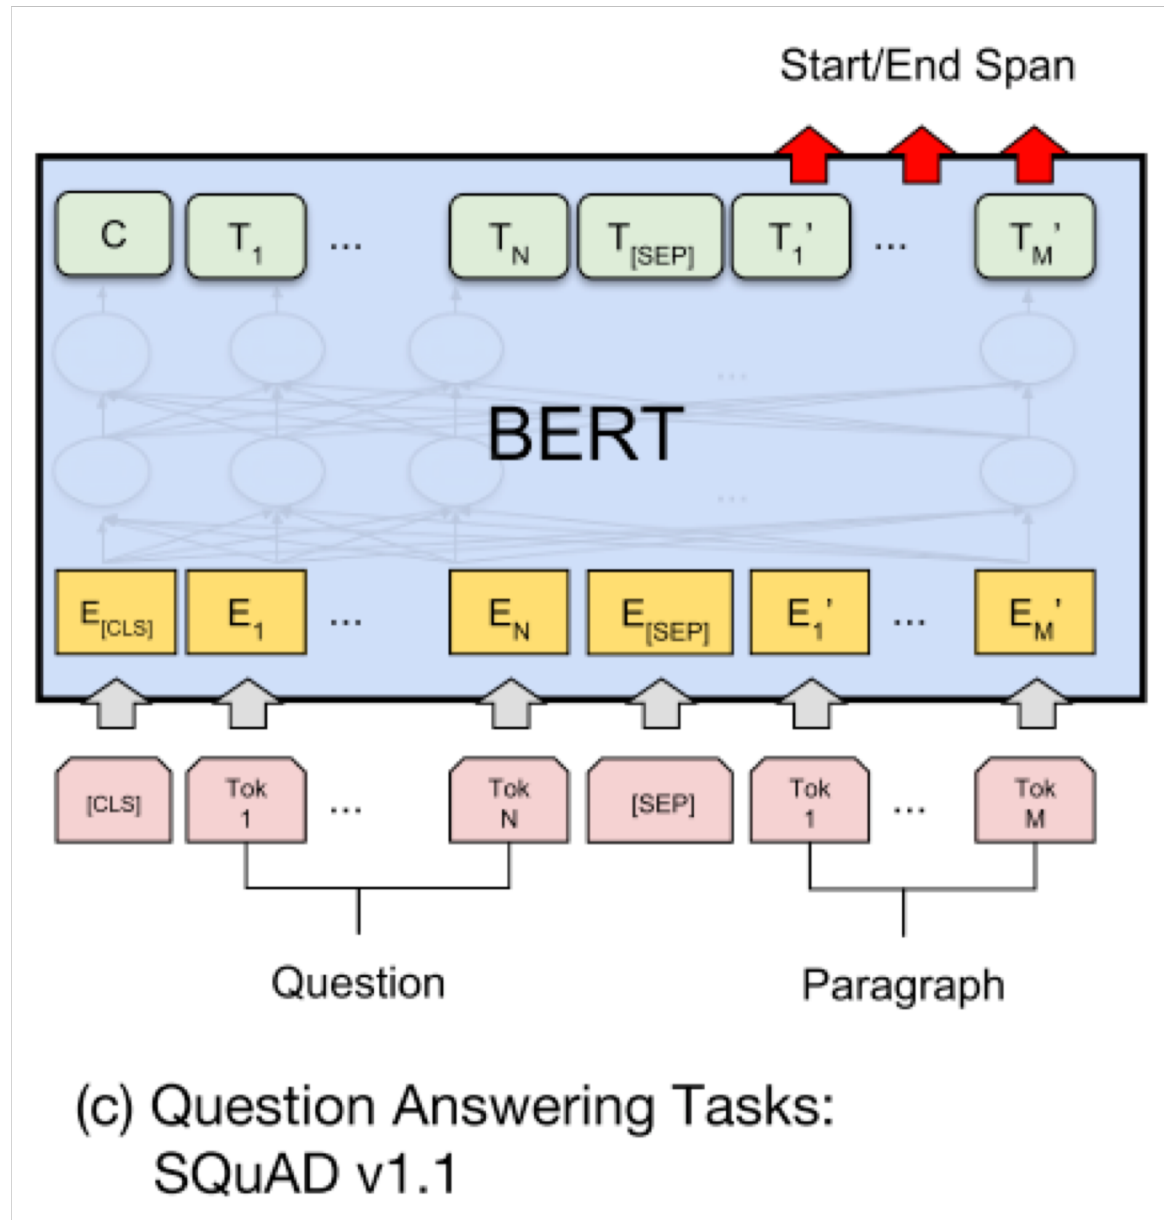 Start/End Span
C T1 ... TN T[SEP] T1' ... TM'
...
BERT
...
E[CLS] E1 ... EN E[SEP] E1' ... EM'
[CLS] Tok 1 ... Tok N [SEP] Tok 1 ... Tok M
Question Paragraph
(c) Question Answering Tasks:
SQuAD v1.1